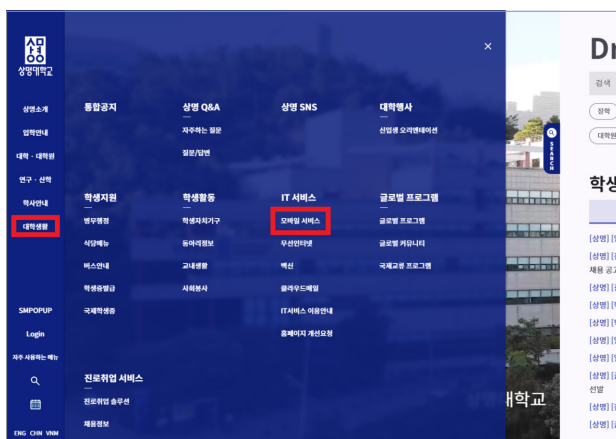 상명
상명대학교
상명소개
입학안내
대학 · 대학원
연구 · 산학
학사안내
대학생활
SMPOPUP
Login
자주 사용하는 메뉴
ENG CHN VNM
×
통합공지
상명 Q&A
자주하는 질문
질문/답변
상명 SNS
대학행사
신입생 오리엔테이션
학생지원
병무행정
식당메뉴
버스안내
학생증발급
국제학생증
학생활동
학생자치기구
동아리정보
교내생활
사회봉사
IT 서비스
모바일 서비스
무선인터넷
백신
클라우드메일
IT서비스 이용안내
홈페이지 개선요청
글로벌 프로그램
글로벌 프로그램
글로벌 커뮤니티
국제교류 프로그램
진로취업 서비스
진로취업 솔루션
채용정보
SEARCH
대학교
검색
장학
대학원
학생
[상명]
[상명]
채용 공고
[상명]
[상명]
[상명]
[상명]
[상명]
[상명]
선발
[상명]
[상명]